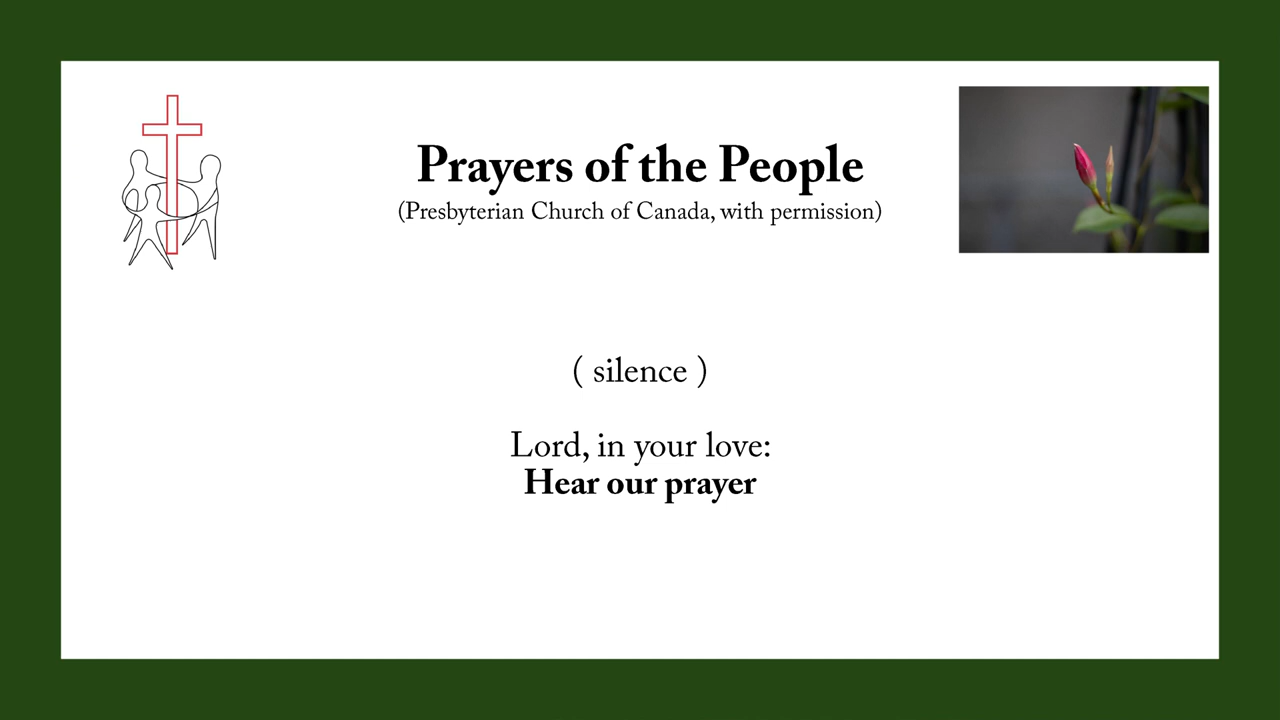 Prayers of the People
(Presbyterian Church of Canada, with permission)
( silence )
Lord, in your love:
Hear our prayer